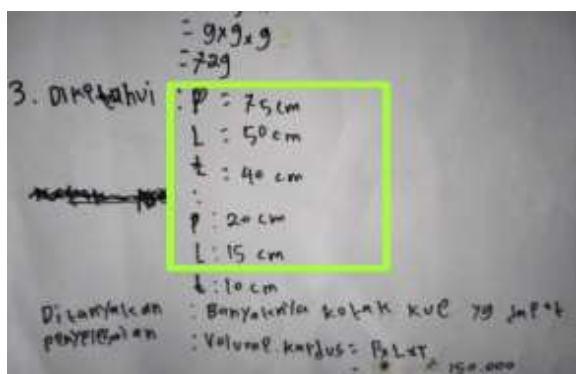 = 9x9x9
= 729
3. Diketahui : P = 75 cm
L : 50 cm
t : 40 cm
:
p : 20 cm
L : 15 cm
t : 10 cm
Ditanyakan : Banyaknya kotak kue yg dapat
penyelesaian : Volume kardus = PxLxT
= 150.000